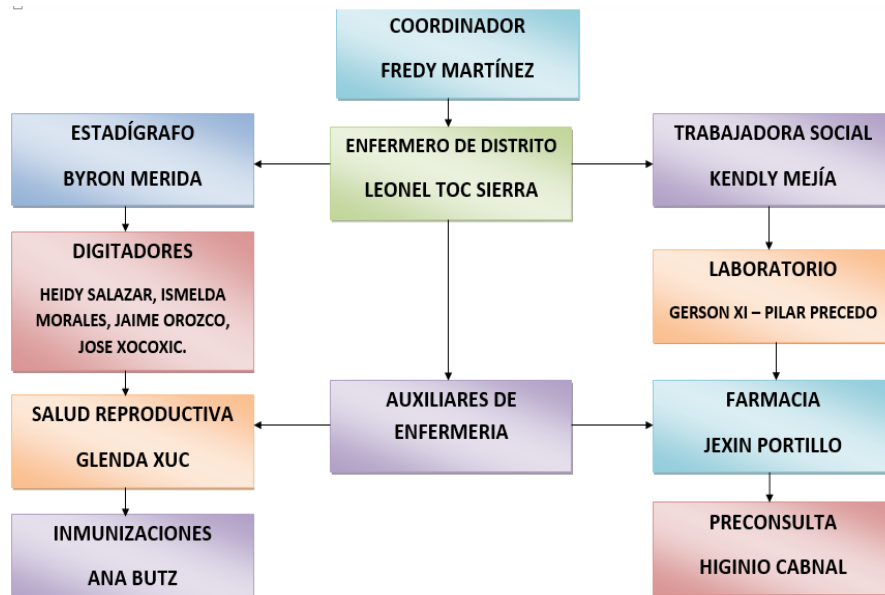 COORDINADOR
FREDY MARTÍNEZ
ESTADÍGRAFO
BYRON MERIDA
ENFERMERO DE DISTRITO
LEONEL TOC SIERRA
TRABAJADORA SOCIAL
KENDLY MEJÍA
DIGITADORES
HEIDY SALAZAR, ISMELDA
MORALES, JAIME OROZCO,
JOSE XOCOXIC.
LABORATORIO
GERSON XI – PILAR PRECEDO
SALUD REPRODUCTIVA
GLENDA XUC
AUXILIARES DE
ENFERMERIA
FARMACIA
JEXIN PORTILLO
INMUNIZACIONES
ANA BUTZ
PRECONSULTA
HIGINIO CABNAL